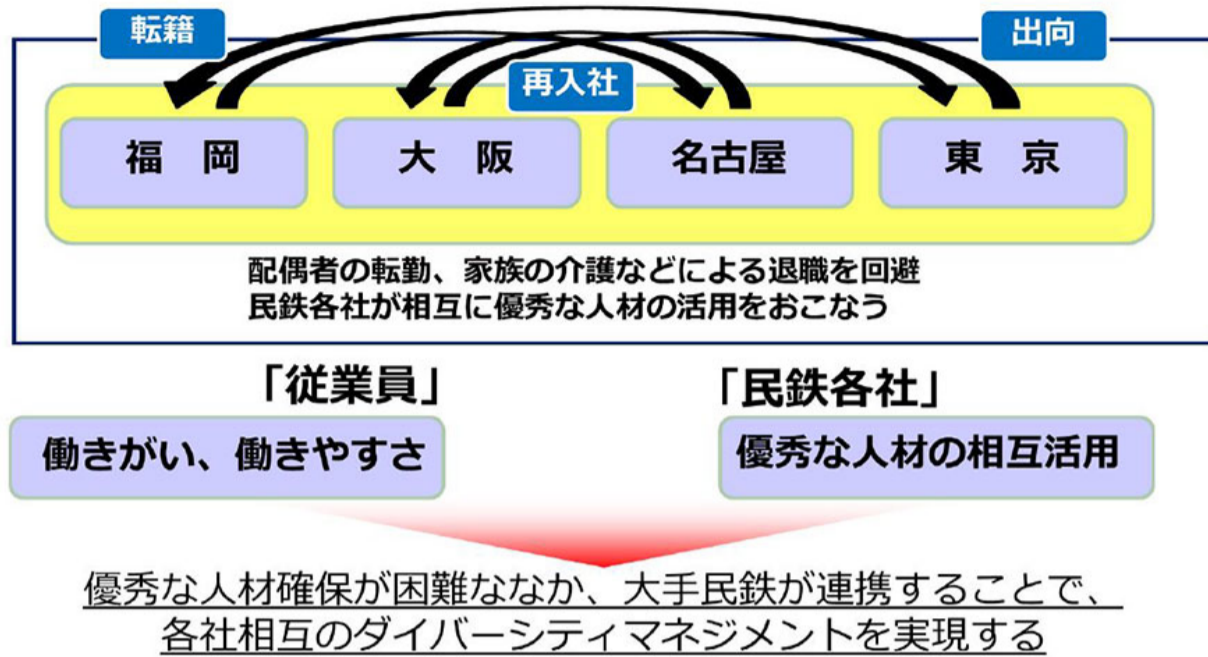 転籍
出向
再入社
福　岡
大　阪
名古屋
東　京
配偶者の転勤、家族の介護などによる退職を回避
民鉄各社が相互に優秀な人材の活用をおこなう
「従業員」
「民鉄各社」
働きがい、働きやすさ
優秀な人材の相互活用
優秀な人材確保が困難ななか、大手民鉄が連携することで、
各社相互のダイバーシティマネジメントを実現する